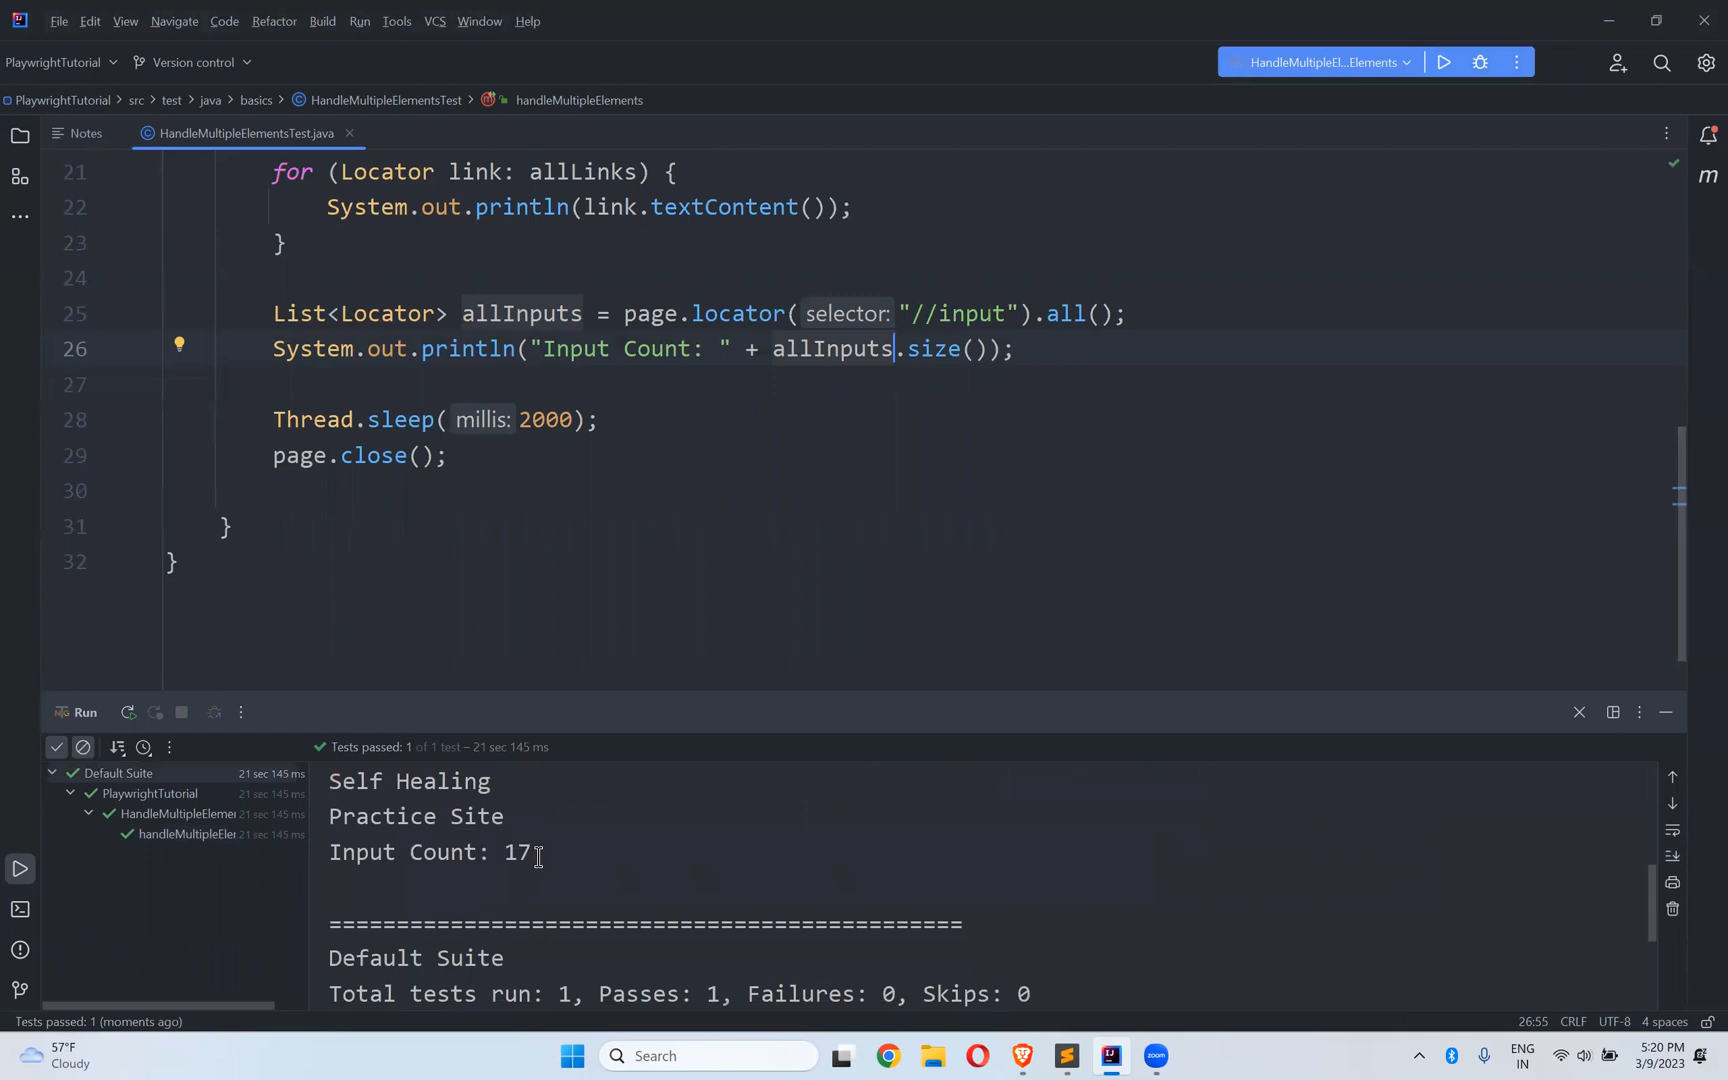 File Edit View Navigate Code Refactor Build Run Tools VCS Window Help
PlaywrightTutorial Version control HandleMultipleEl...Elements
PlaywrightTutorial src test java basics HandleMultipleElementsTest handleMultipleElements
Notes HandleMultipleElementsTest.java
21 for (Locator link: allLinks) {
22 System.out.println(link.textContent());
23 }
24
25 List<Locator> allInputs = page.locator( selector: "//input").all();
26 System.out.println("Input Count: " + allInputs.size());
27
28 Thread.sleep( millis: 2000);
29 page.close();
30
31 }
32 }
Run
Tests passed: 1 of 1 test – 21 sec 145 ms
Default Suite 21 sec 145 ms
PlaywrightTutorial 21 sec 145 ms
HandleMultipleElemen 21 sec 145 ms
handleMultipleEler 21 sec 145 ms
Self Healing
Practice Site
Input Count: 17
===============================================
Default Suite
Total tests run: 1, Passes: 1, Failures: 0, Skips: 0
Tests passed: 1 (moments ago) 26:55 CRLF UTF-8 4 spaces
57°F
Cloudy
Search
zoom
ENG
IN
5:20 PM
3/9/2023